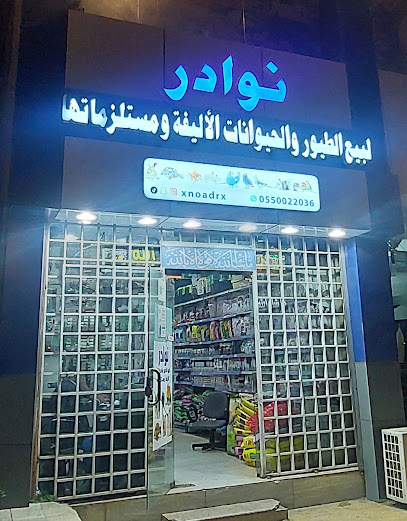 نوادر
لبيع الطيور والحيوانات الأليفة ومستلزماتها
xnoadrx 0550022036